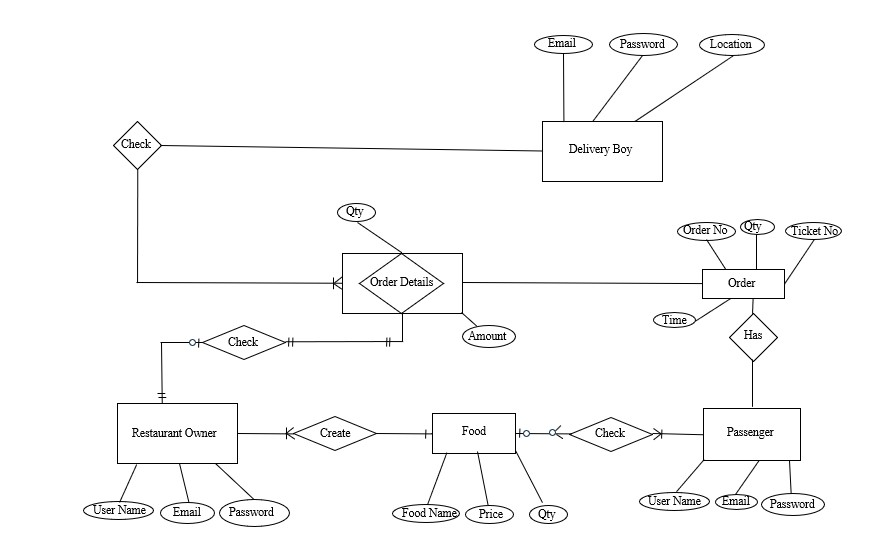 Email
Password
Location
Check
Delivery Boy
Qty
Order No
Qty
Ticket No
Order Details
Order
Time
Amount
Has
Check
Restaurant Owner
Create
Food
Check
Passenger
User Name
Email
Password
Food Name
Price
Qty
User Name
Email
Password